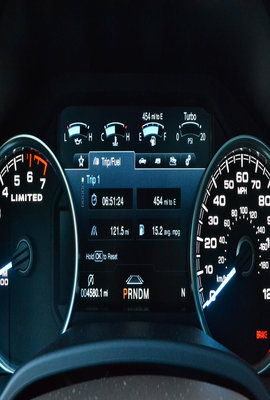 454 mi to E Turbo
C H C H E F 0 20
PSI
Trip/Fuel
Trip 1
06:51:24 454 mi to E
121.5 mi 15.2 avg. mpg
Hold OK to Reset
004580.1 mi PRNDM N
4 5 6 7
LIMITED
MPH
0 10 20 30 40 50 60 70 80
BRAKE